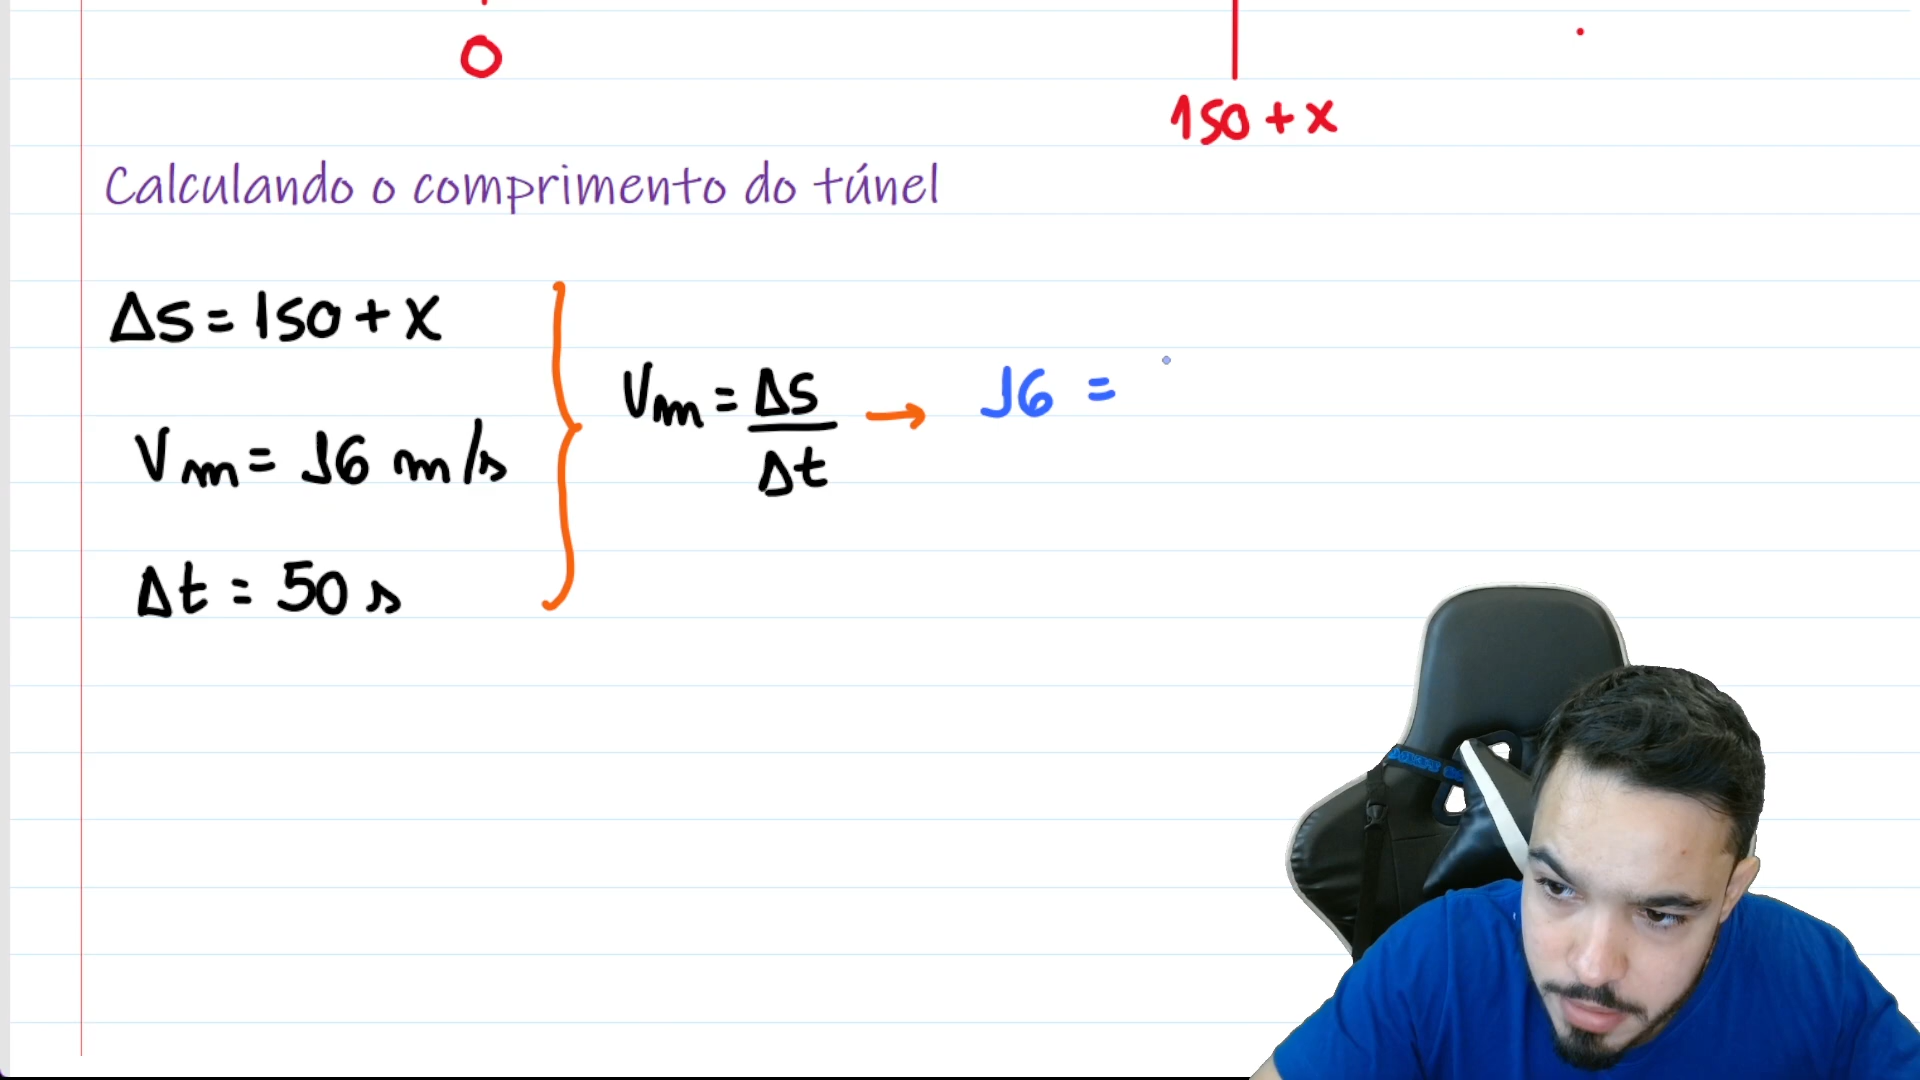 0
150 + x
Calculando o comprimento do túnel
Δs = 150 + x
Vm = Δs / Δt → 16 =
Vm = 16 m/s
Δt = 50 s